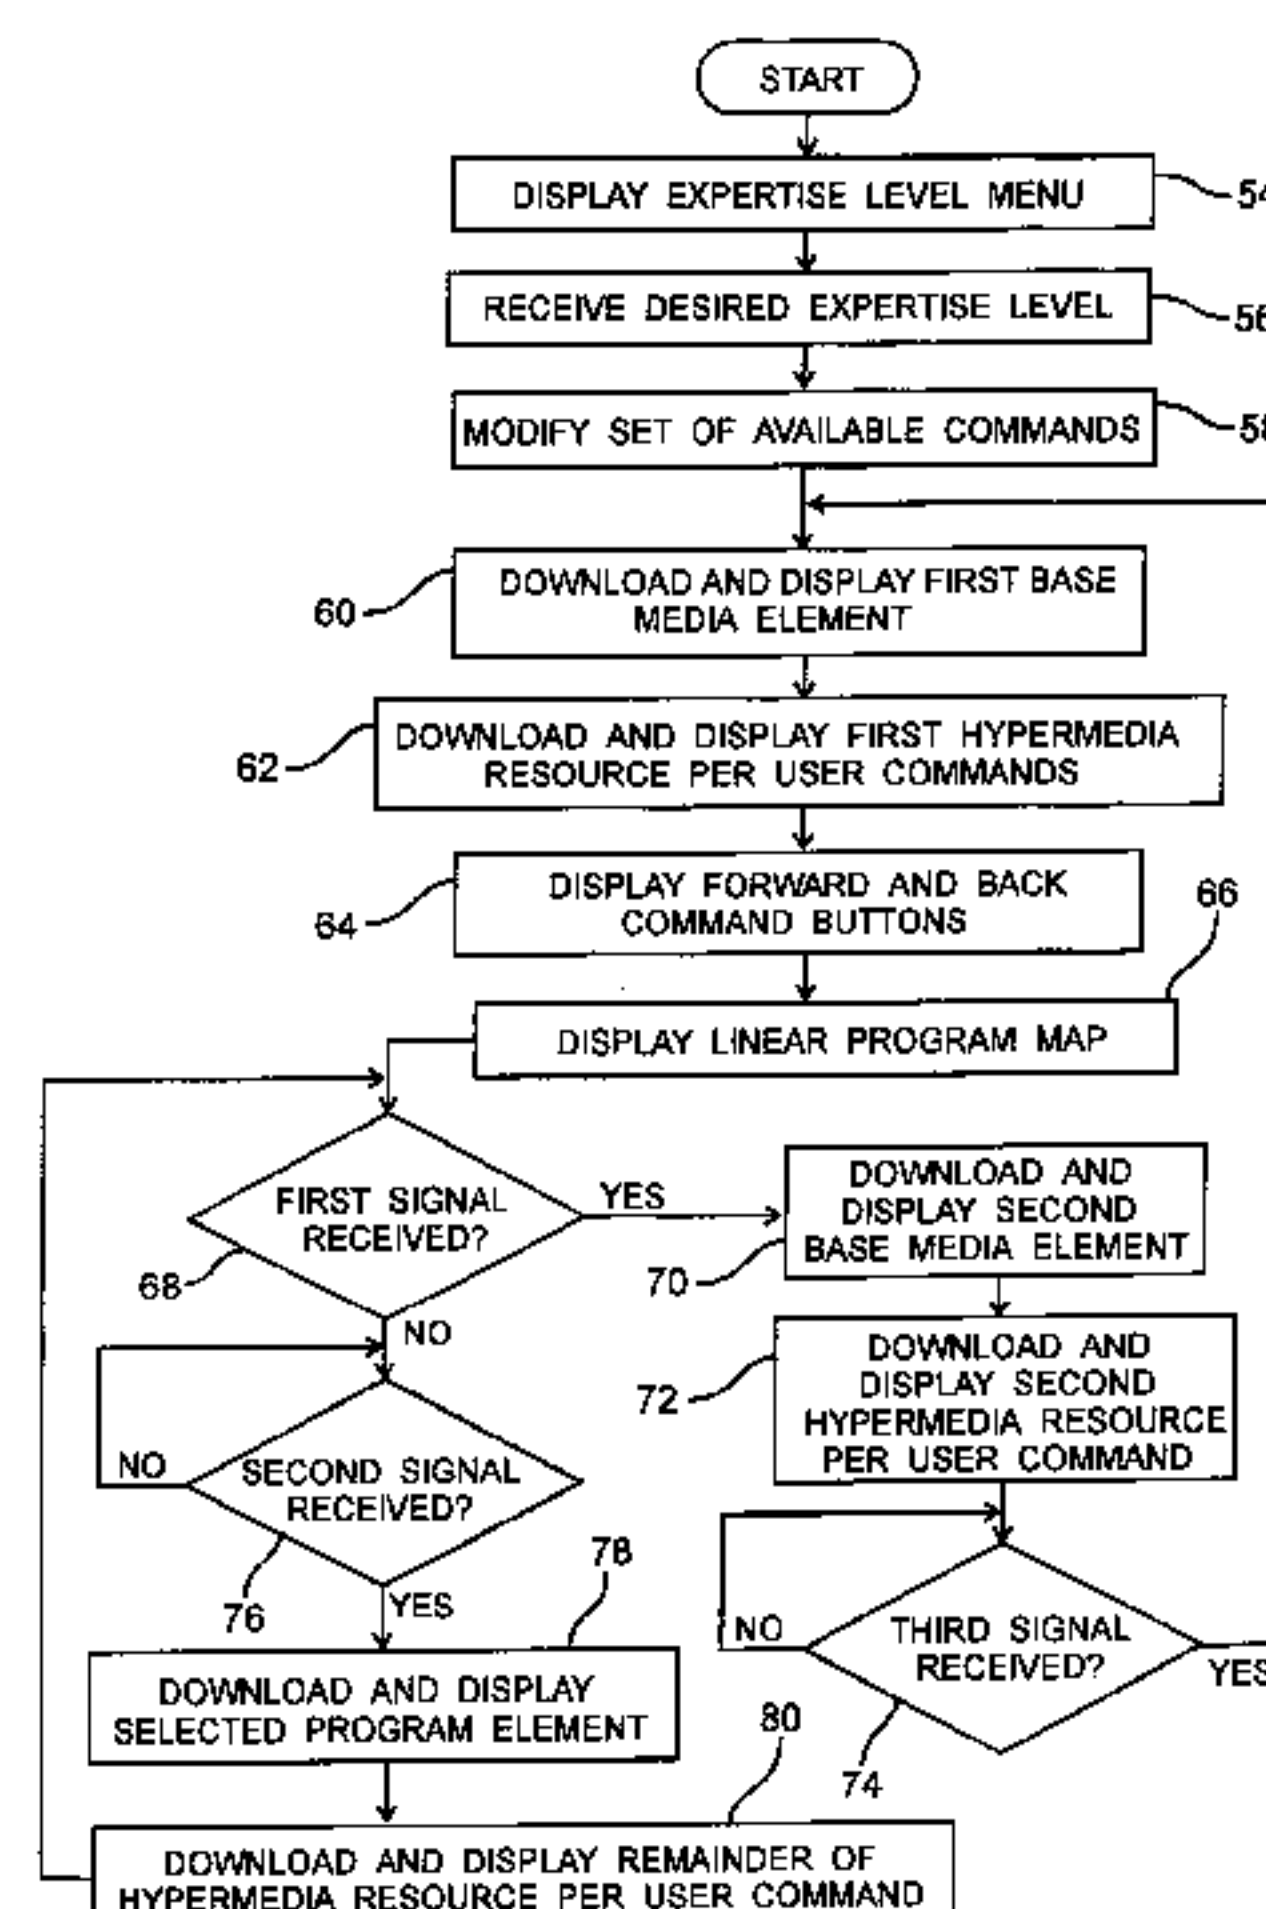 START
DISPLAY EXPERTISE LEVEL MENU
54
RECEIVE DESIRED EXPERTISE LEVEL
56
MODIFY SET OF AVAILABLE COMMANDS
58
DOWNLOAD AND DISPLAY FIRST BASE
MEDIA ELEMENT
60
DOWNLOAD AND DISPLAY FIRST HYPERMEDIA
RESOURCE PER USER COMMANDS
62
DISPLAY FORWARD AND BACK
COMMAND BUTTONS
64
66
DISPLAY LINEAR PROGRAM MAP
FIRST SIGNAL
RECEIVED?
68
YES
NO
DOWNLOAD AND
DISPLAY SECOND
BASE MEDIA ELEMENT
70
DOWNLOAD AND
DISPLAY SECOND
HYPERMEDIA RESOURCE
PER USER COMMAND
72
NO
SECOND SIGNAL
RECEIVED?
76
YES
78
NO
THIRD SIGNAL
RECEIVED?
YES
74
DOWNLOAD AND DISPLAY
SELECTED PROGRAM ELEMENT
80
DOWNLOAD AND DISPLAY REMAINDER OF
HYPERMEDIA RESOURCE PER USER COMMAND